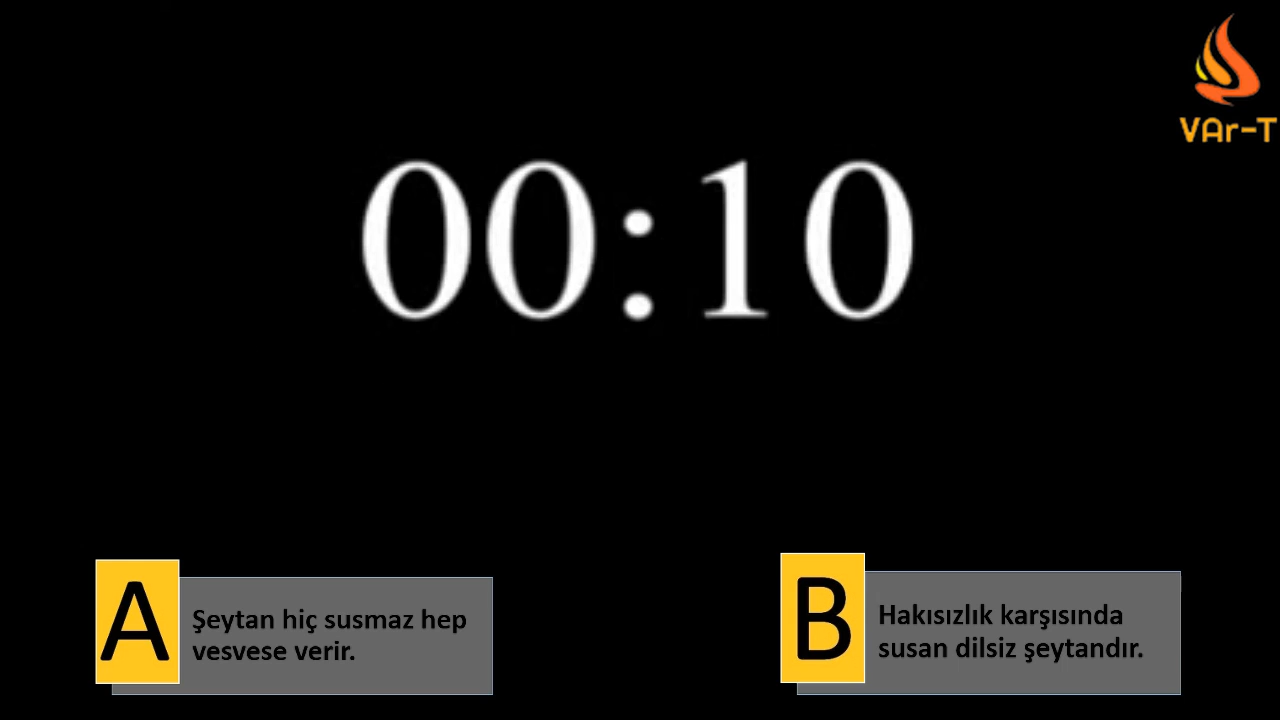 VAr-T
00:10
A
Şeytan hiç susmaz hep
vesvese verir.
B
Hakısızlık karşısında
susan dilsiz şeytandır.